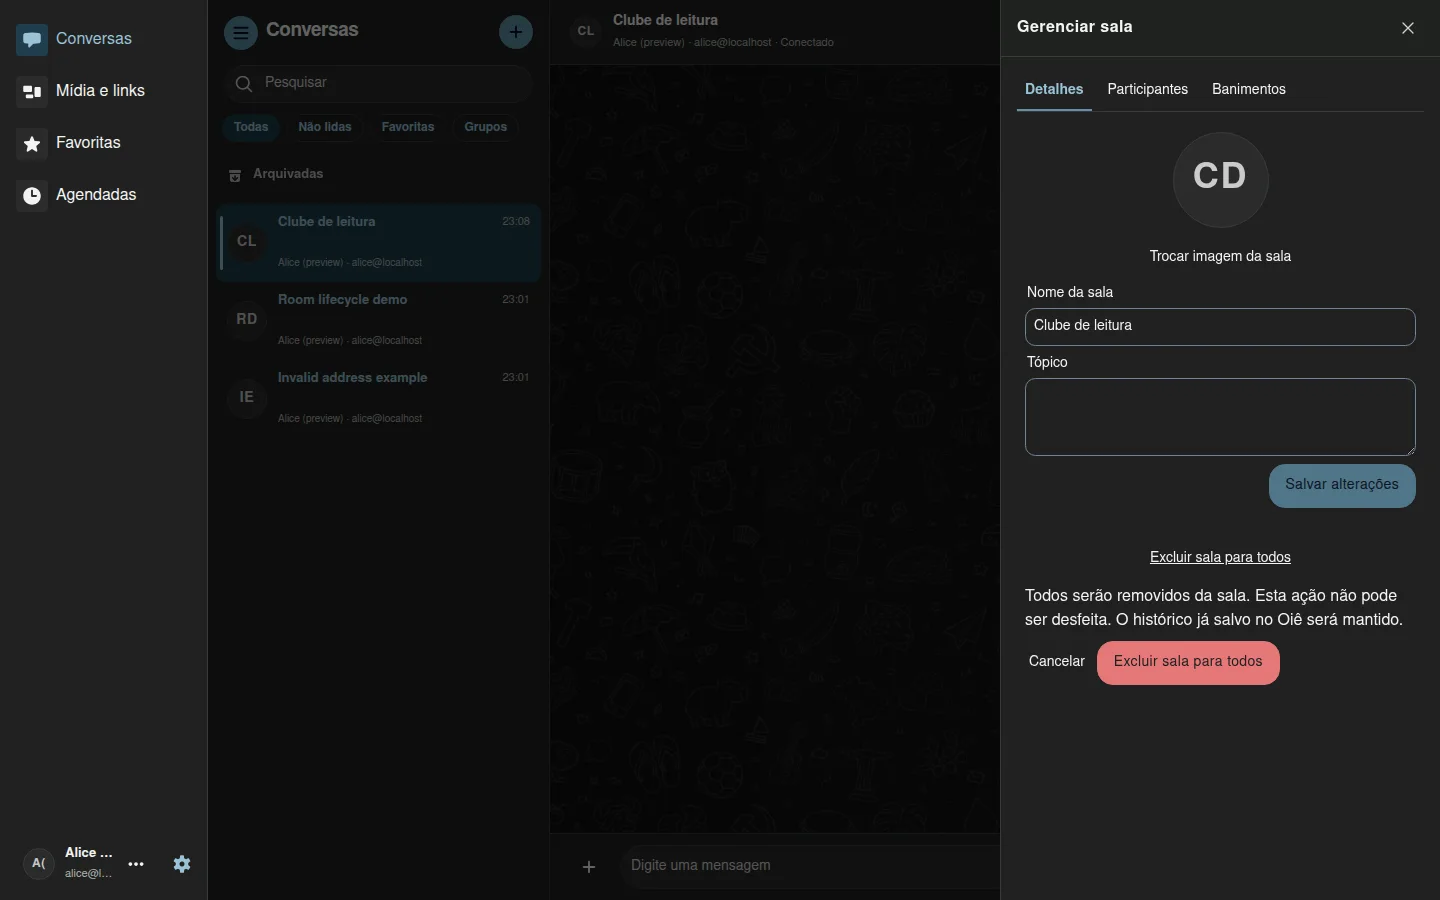 Conversas
Mídia e links
Favoritas
Agendadas
A(
Alice ...
alice@l...
Conversas
Pesquisar
Todas
Não lidas
Favoritas
Grupos
Arquivadas
CL
Clube de leitura
23:08
Alice (preview) · alice@localhost
RD
Room lifecycle demo
23:01
Alice (preview) · alice@localhost
IE
Invalid address example
23:01
Alice (preview) · alice@localhost
CL
Clube de leitura
Alice (preview) · alice@localhost · Conectado
Digite uma mensagem
Gerenciar sala
Detalhes
Participantes
Banimentos
CD
Trocar imagem da sala
Nome da sala
Clube de leitura
Tópico
Salvar alterações
Excluir sala para todos
Todos serão removidos da sala. Esta ação não pode
ser desfeita. O histórico já salvo no Oiê será mantido.
Cancelar
Excluir sala para todos